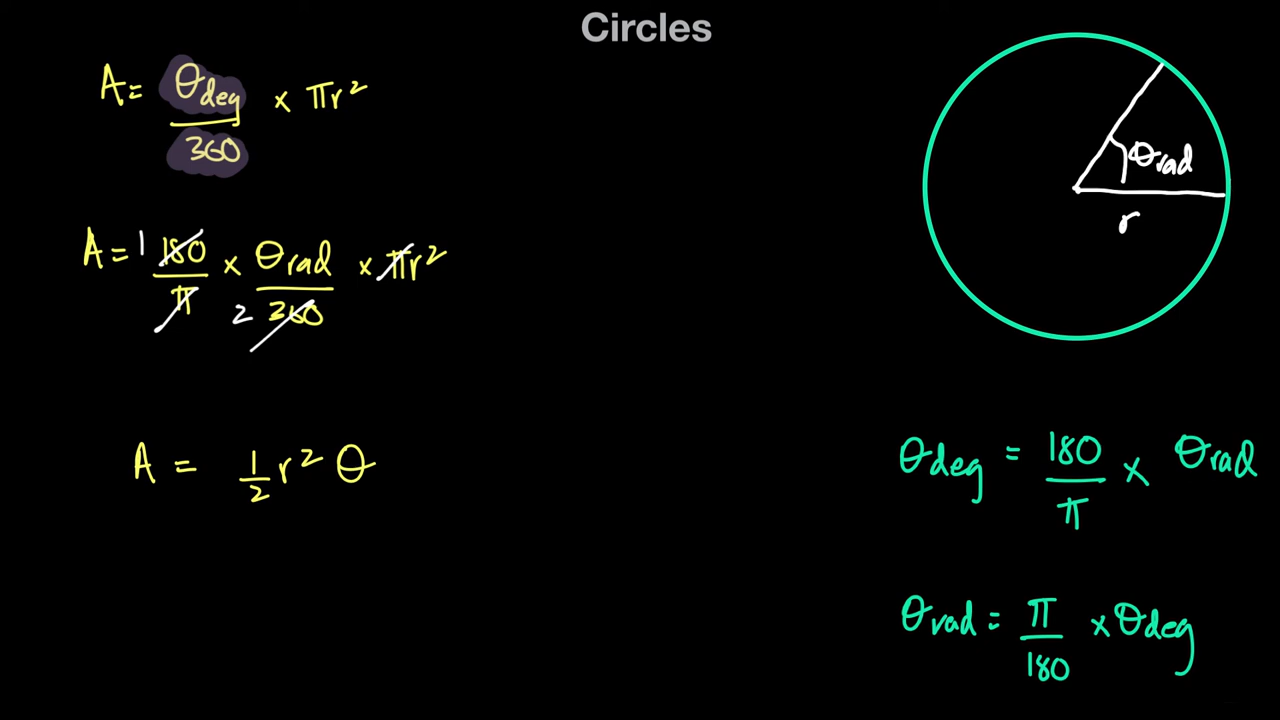 Circles
A = θdeg/360 × πr²
θrad
r
A = 1 180/π × θrad/360 2 × πr²
A = 1/2 r² θ
θdeg = 180/π × θrad
θrad = π/180 × θdeg